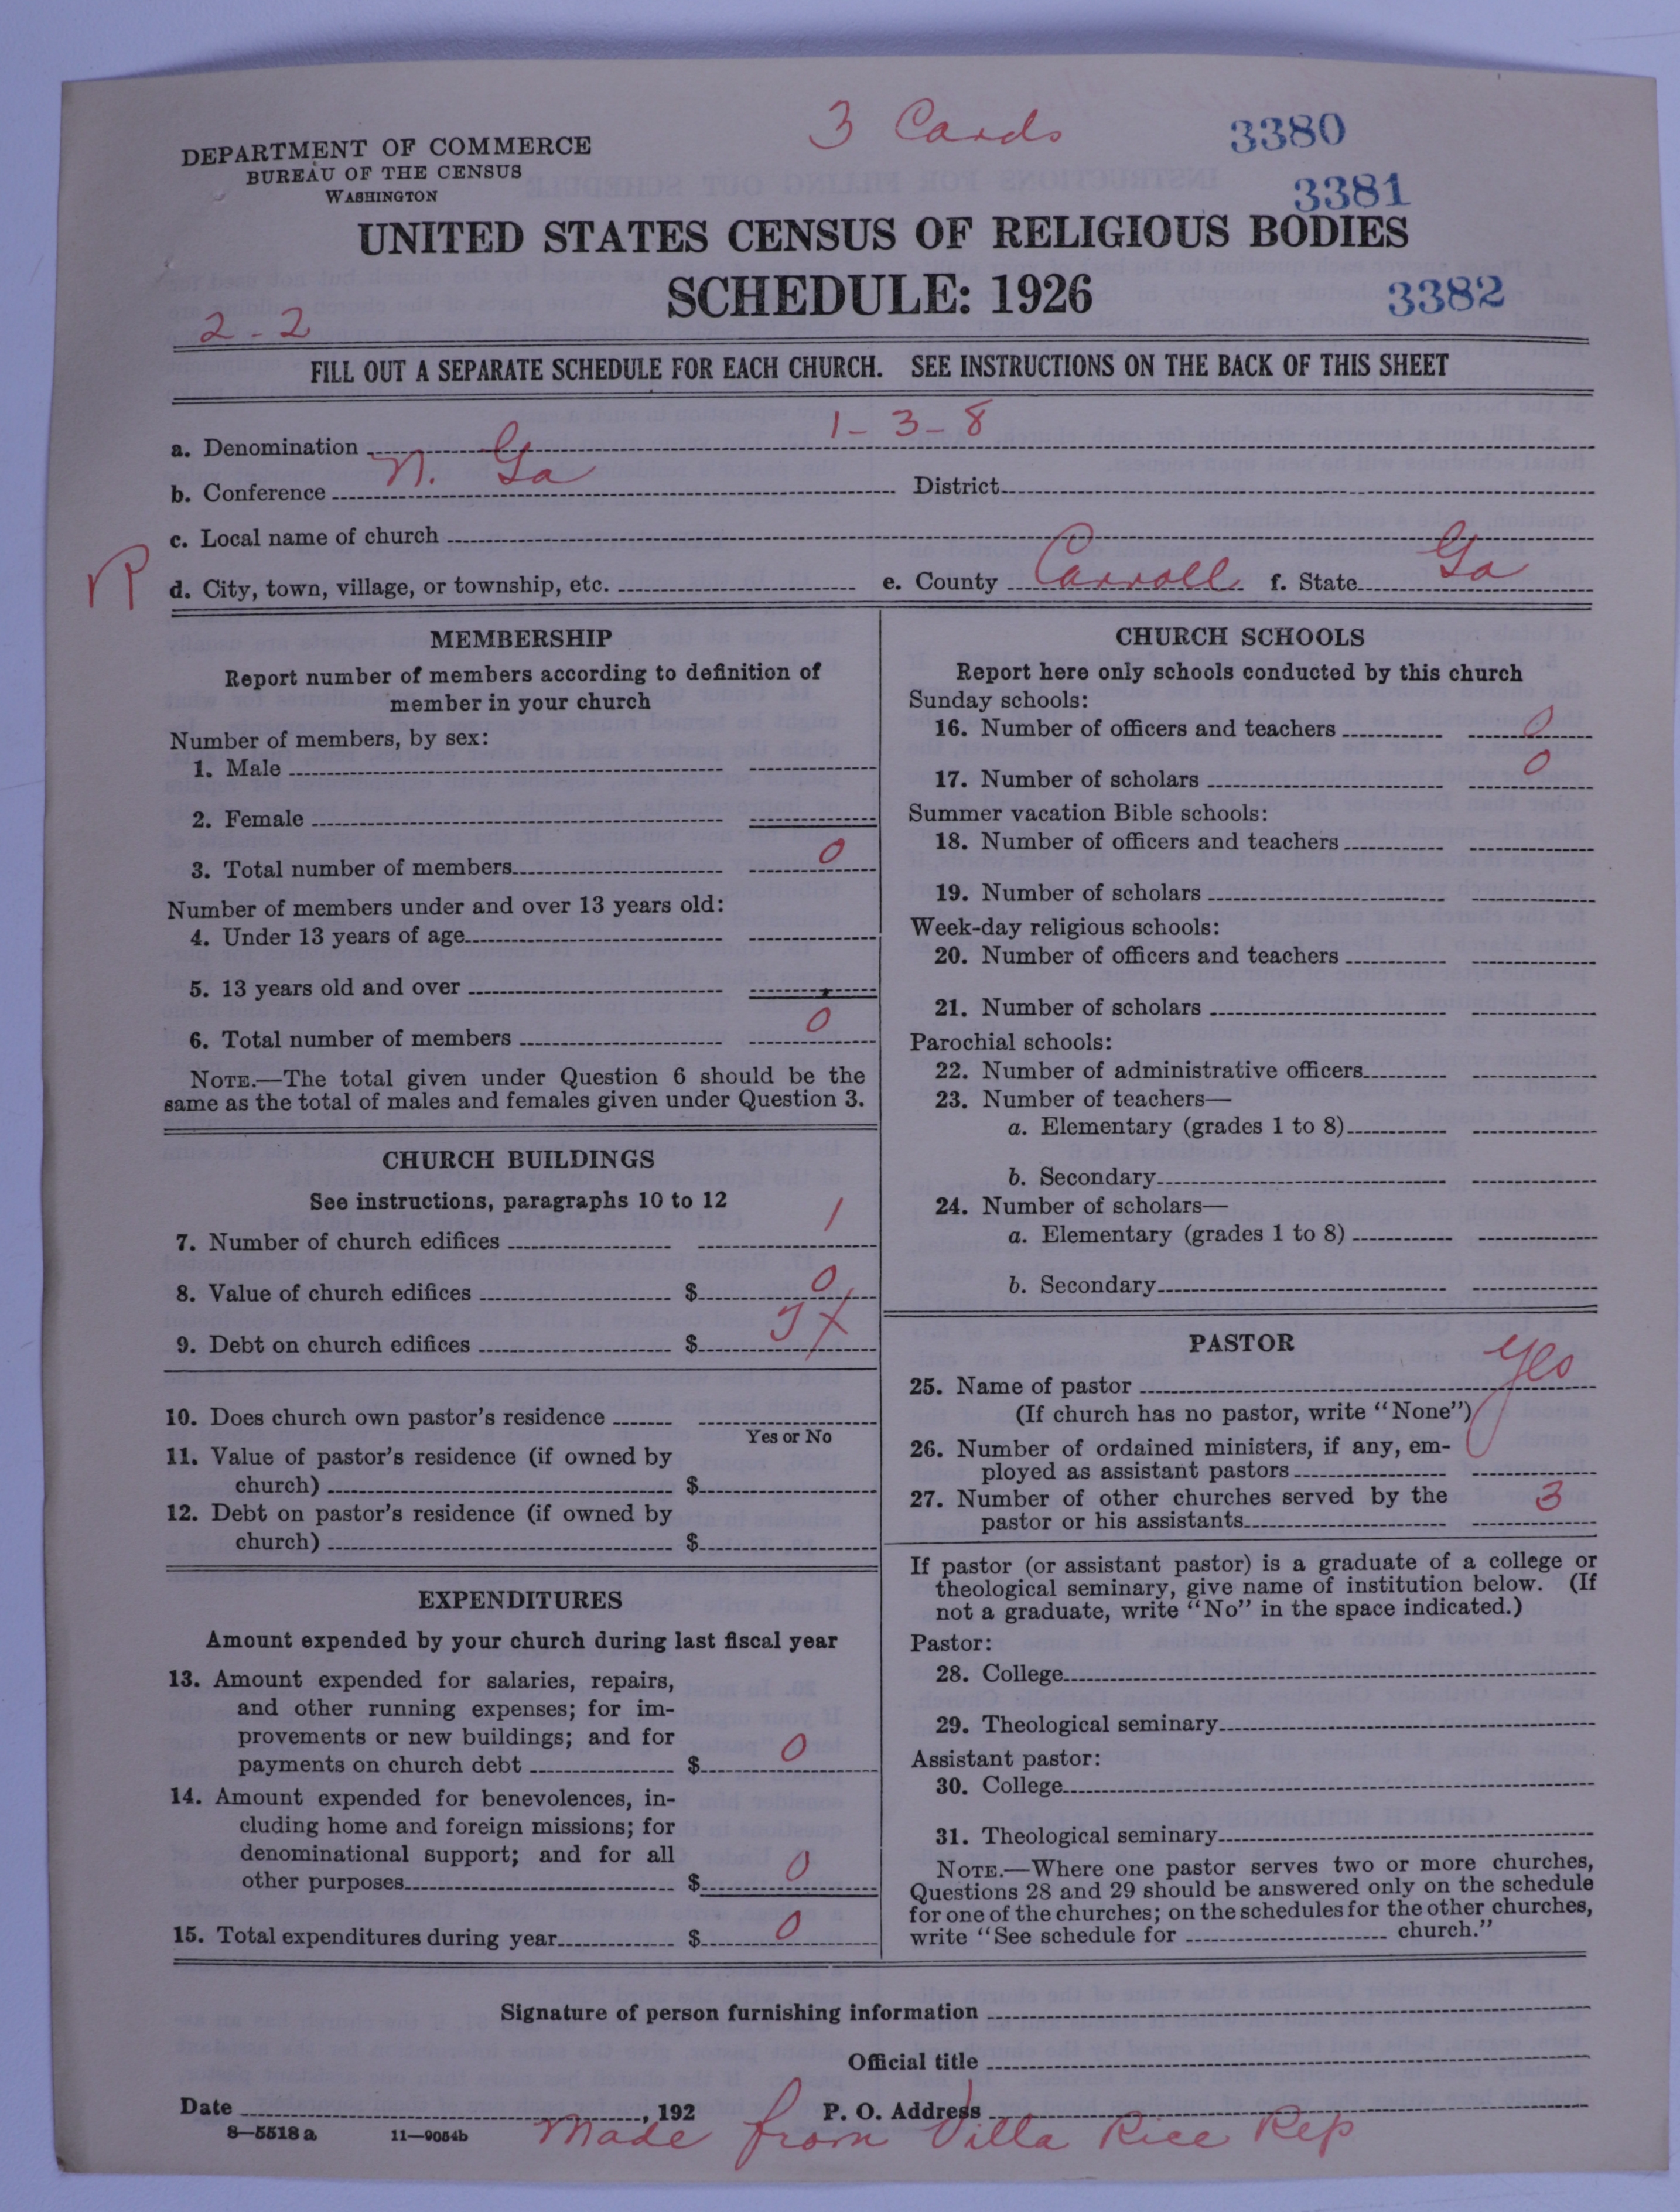 3 Cards
3380
DEPARTMENT OF COMMERCE
BUREAU OF THE CENSUS
WASHINGTON
3381
UNITED STATES CENSUS OF RELIGIOUS BODIES
SCHEDULE: 1926
3382
2-2
FILL OUT A SEPARATE SCHEDULE FOR EACH CHURCH. SEE INSTRUCTIONS ON THE BACK OF THIS SHEET
a. Denomination 1-3-8
b. Conference N. Ga District
c. Local name of church
d. City, town, village, or township, etc. e. County Carroll f. State Ga
MEMBERSHIP
Report number of members according to definition of
member in your church
Number of members, by sex:
1. Male
2. Female
3. Total number of members 0
Number of members under and over 13 years old:
4. Under 13 years of age
5. 13 years old and over
6. Total number of members 0
NOTE.—The total given under Question 6 should be the
same as the total of males and females given under Question 3.
CHURCH BUILDINGS
See instructions, paragraphs 10 to 12
7. Number of church edifices 1
8. Value of church edifices $ 0
9. Debt on church edifices $
10. Does church own pastor's residence
Yes or No
11. Value of pastor's residence (if owned by
church) $
12. Debt on pastor's residence (if owned by
church) $
EXPENDITURES
Amount expended by your church during last fiscal year
13. Amount expended for salaries, repairs,
and other running expenses; for im-
provements or new buildings; and for
payments on church debt $ 0
14. Amount expended for benevolences, in-
cluding home and foreign missions; for
denominational support; and for all
other purposes $ 0
15. Total expenditures during year $ 0
CHURCH SCHOOLS
Report here only schools conducted by this church
Sunday schools:
16. Number of officers and teachers 0
17. Number of scholars 0
Summer vacation Bible schools:
18. Number of officers and teachers
19. Number of scholars
Week-day religious schools:
20. Number of officers and teachers
21. Number of scholars
Parochial schools:
22. Number of administrative officers
23. Number of teachers—
a. Elementary (grades 1 to 8)
b. Secondary
24. Number of scholars—
a. Elementary (grades 1 to 8)
b. Secondary
PASTOR
25. Name of pastor Yes
(If church has no pastor, write "None")
26. Number of ordained ministers, if any, em-
ployed as assistant pastors
27. Number of other churches served by the
pastor or his assistants 3
If pastor (or assistant pastor) is a graduate of a college or
theological seminary, give name of institution below. (If
not a graduate, write "No" in the space indicated.)
Pastor:
28. College
29. Theological seminary
Assistant pastor:
30. College
31. Theological seminary
NOTE.—Where one pastor serves two or more churches,
Questions 28 and 29 should be answered only on the schedule
for one of the churches; on the schedules for the other churches,
write "See schedule for church."
Signature of person furnishing information
Official title
Date , 192 P. O. Address
8—5518 a 11—9054b
Made from Villa Rice Rep